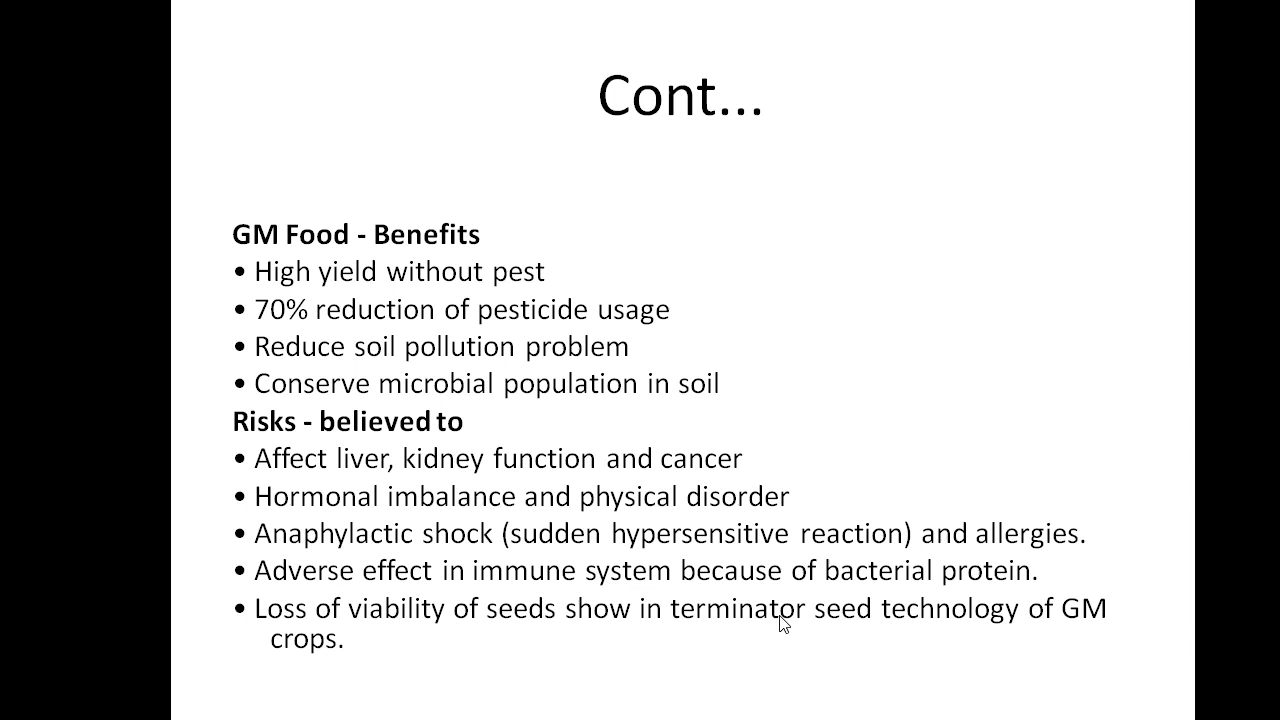 Cont...
GM Food - Benefits
• High yield without pest
• 70% reduction of pesticide usage
• Reduce soil pollution problem
• Conserve microbial population in soil
Risks - believed to
• Affect liver, kidney function and cancer
• Hormonal imbalance and physical disorder
• Anaphylactic shock (sudden hypersensitive reaction) and allergies.
• Adverse effect in immune system because of bacterial protein.
• Loss of viability of seeds show in terminator seed technology of GM
crops.